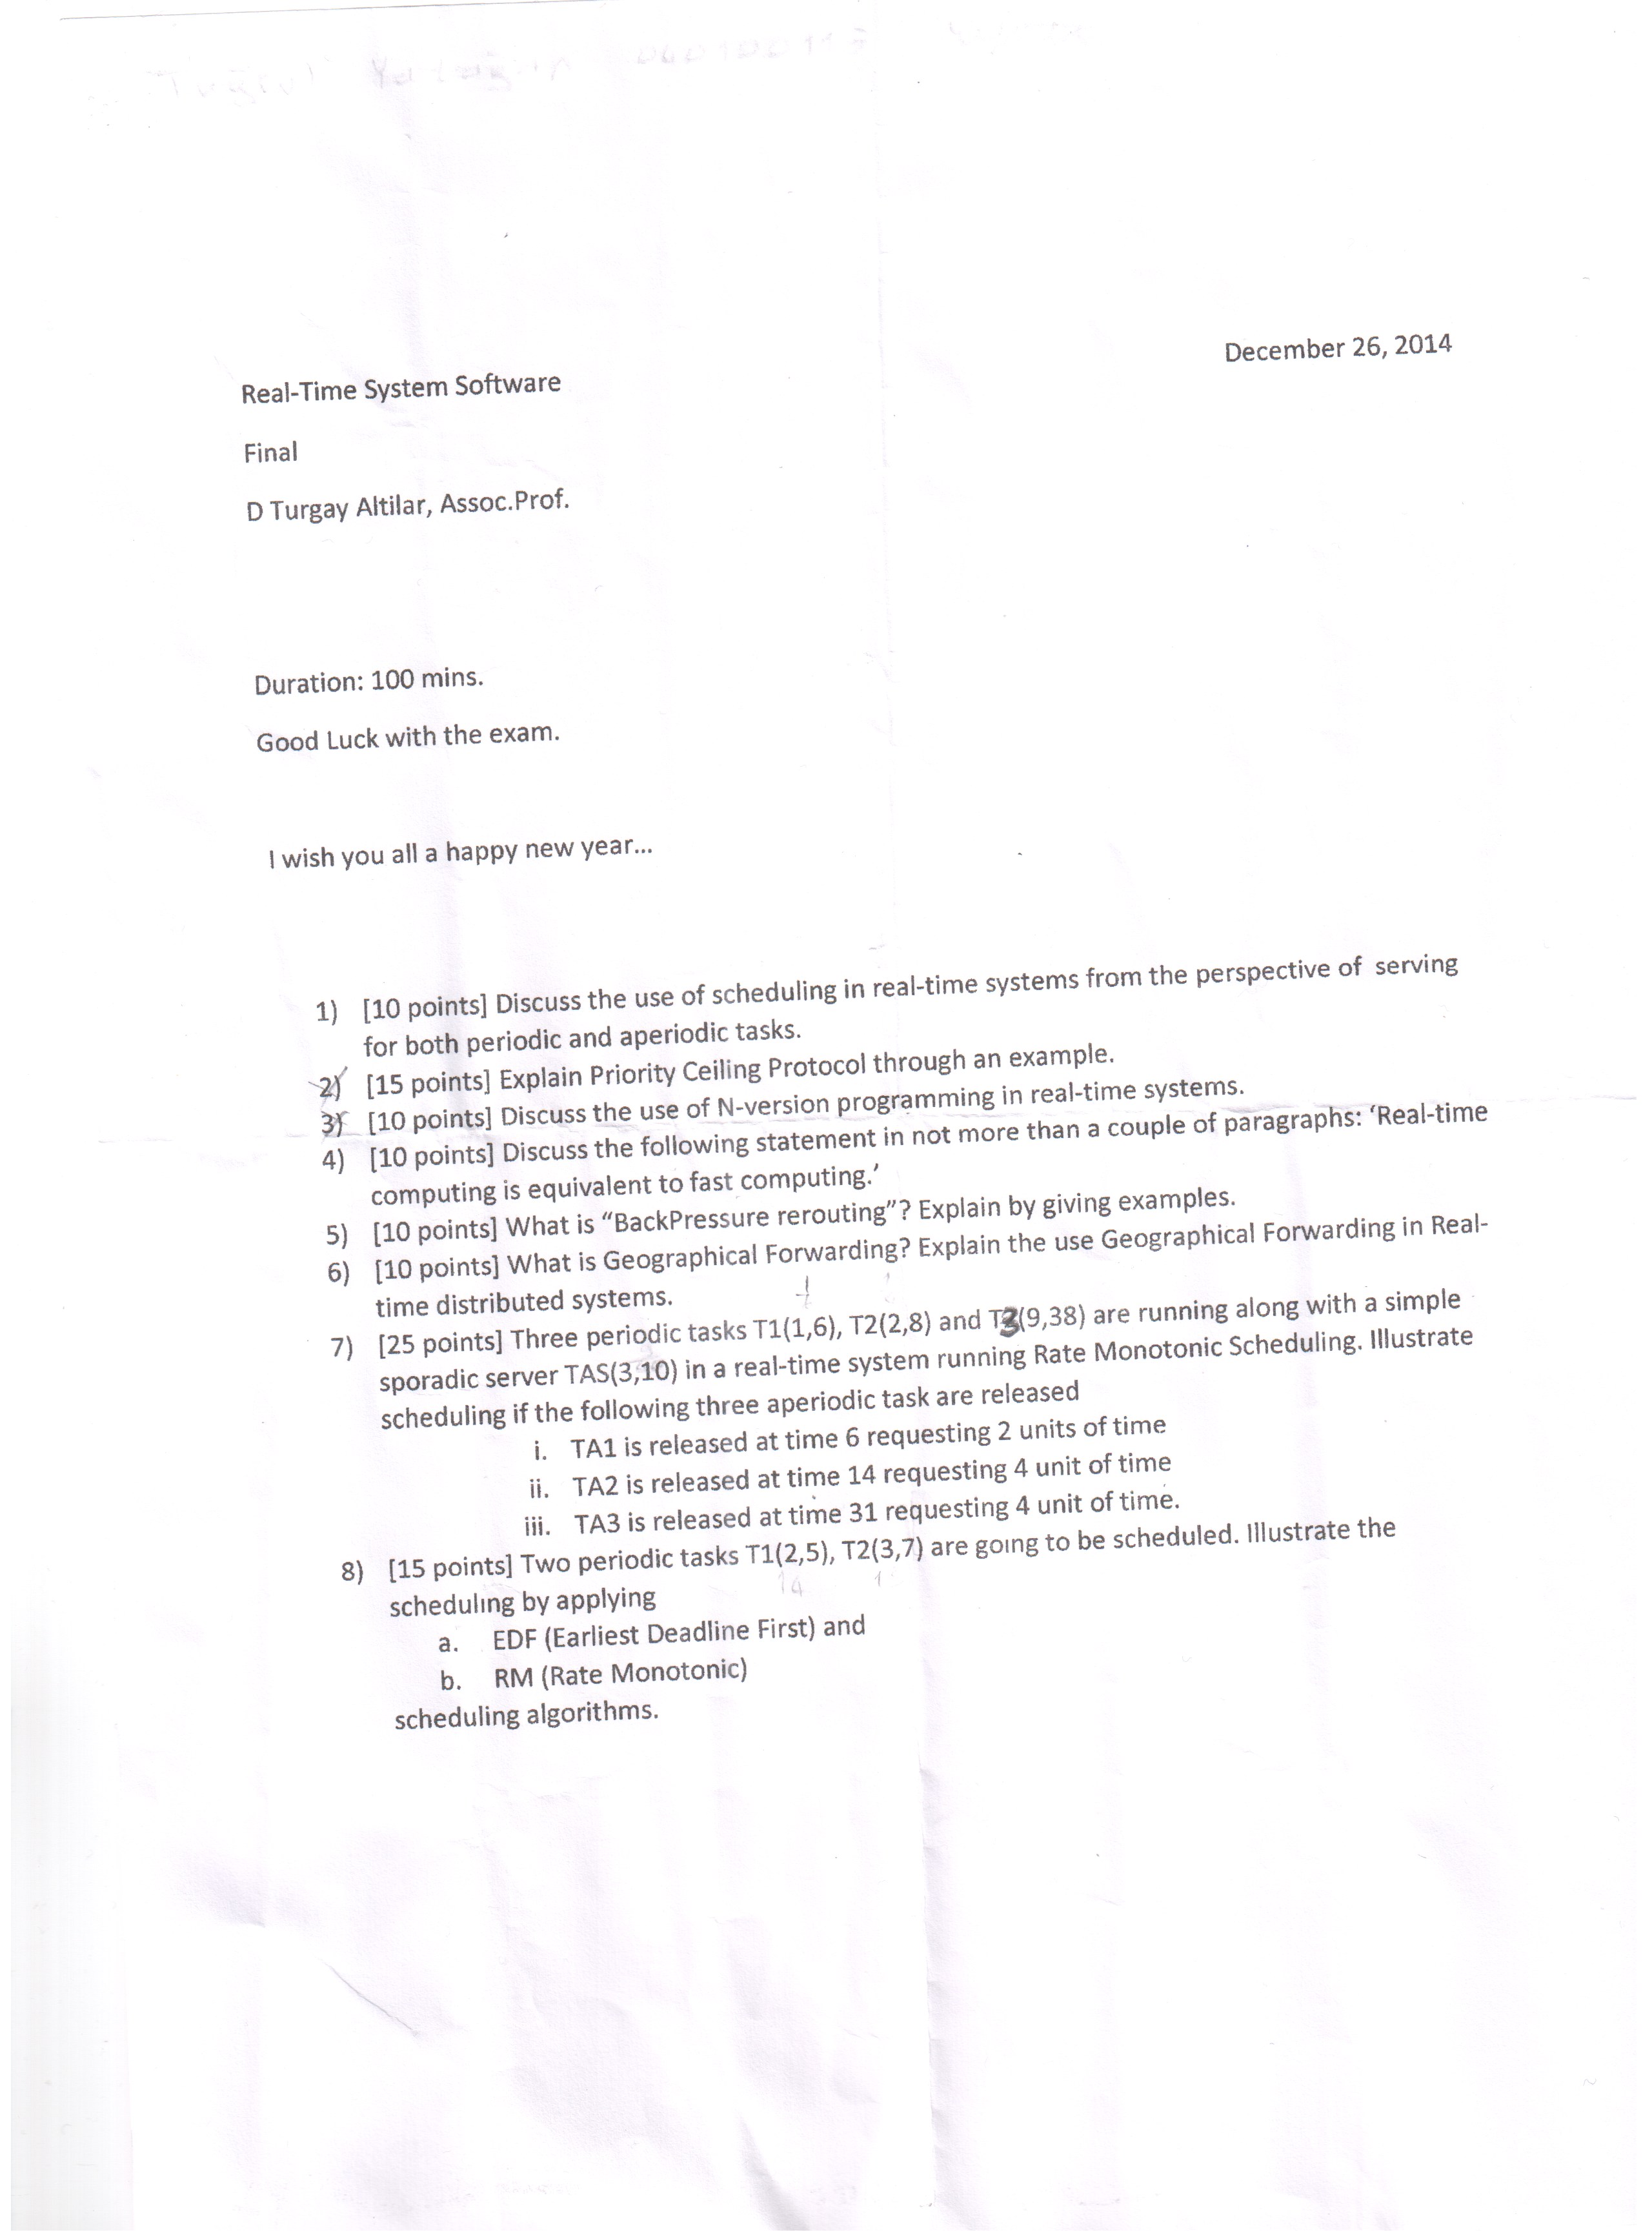 December 26, 2014
Real-Time System Software
Final
D Turgay Altilar, Assoc.Prof.
Duration: 100 mins.
Good Luck with the exam.
I wish you all a happy new year...
1) [10 points] Discuss the use of scheduling in real-time systems from the perspective of serving
for both periodic and aperiodic tasks.
2) [15 points] Explain Priority Ceiling Protocol through an example.
3) [10 points] Discuss the use of N-version programming in real-time systems.
4) [10 points] Discuss the following statement in not more than a couple of paragraphs: ‘Real-time
computing is equivalent to fast computing.’
5) [10 points] What is “BackPressure rerouting”? Explain by giving examples.
6) [10 points] What is Geographical Forwarding? Explain the use Geographical Forwarding in Real-
time distributed systems.
7) [25 points] Three periodic tasks T1(1,6), T2(2,8) and T3(9,38) are running along with a simple
sporadic server TAS(3,10) in a real-time system running Rate Monotonic Scheduling. Illustrate
scheduling if the following three aperiodic task are released
i. TA1 is released at time 6 requesting 2 units of time
ii. TA2 is released at time 14 requesting 4 unit of time
iii. TA3 is released at time 31 requesting 4 unit of time.
8) [15 points] Two periodic tasks T1(2,5), T2(3,7) are going to be scheduled. Illustrate the
14
scheduling by applying
a. EDF (Earliest Deadline First) and
b. RM (Rate Monotonic)
scheduling algorithms.